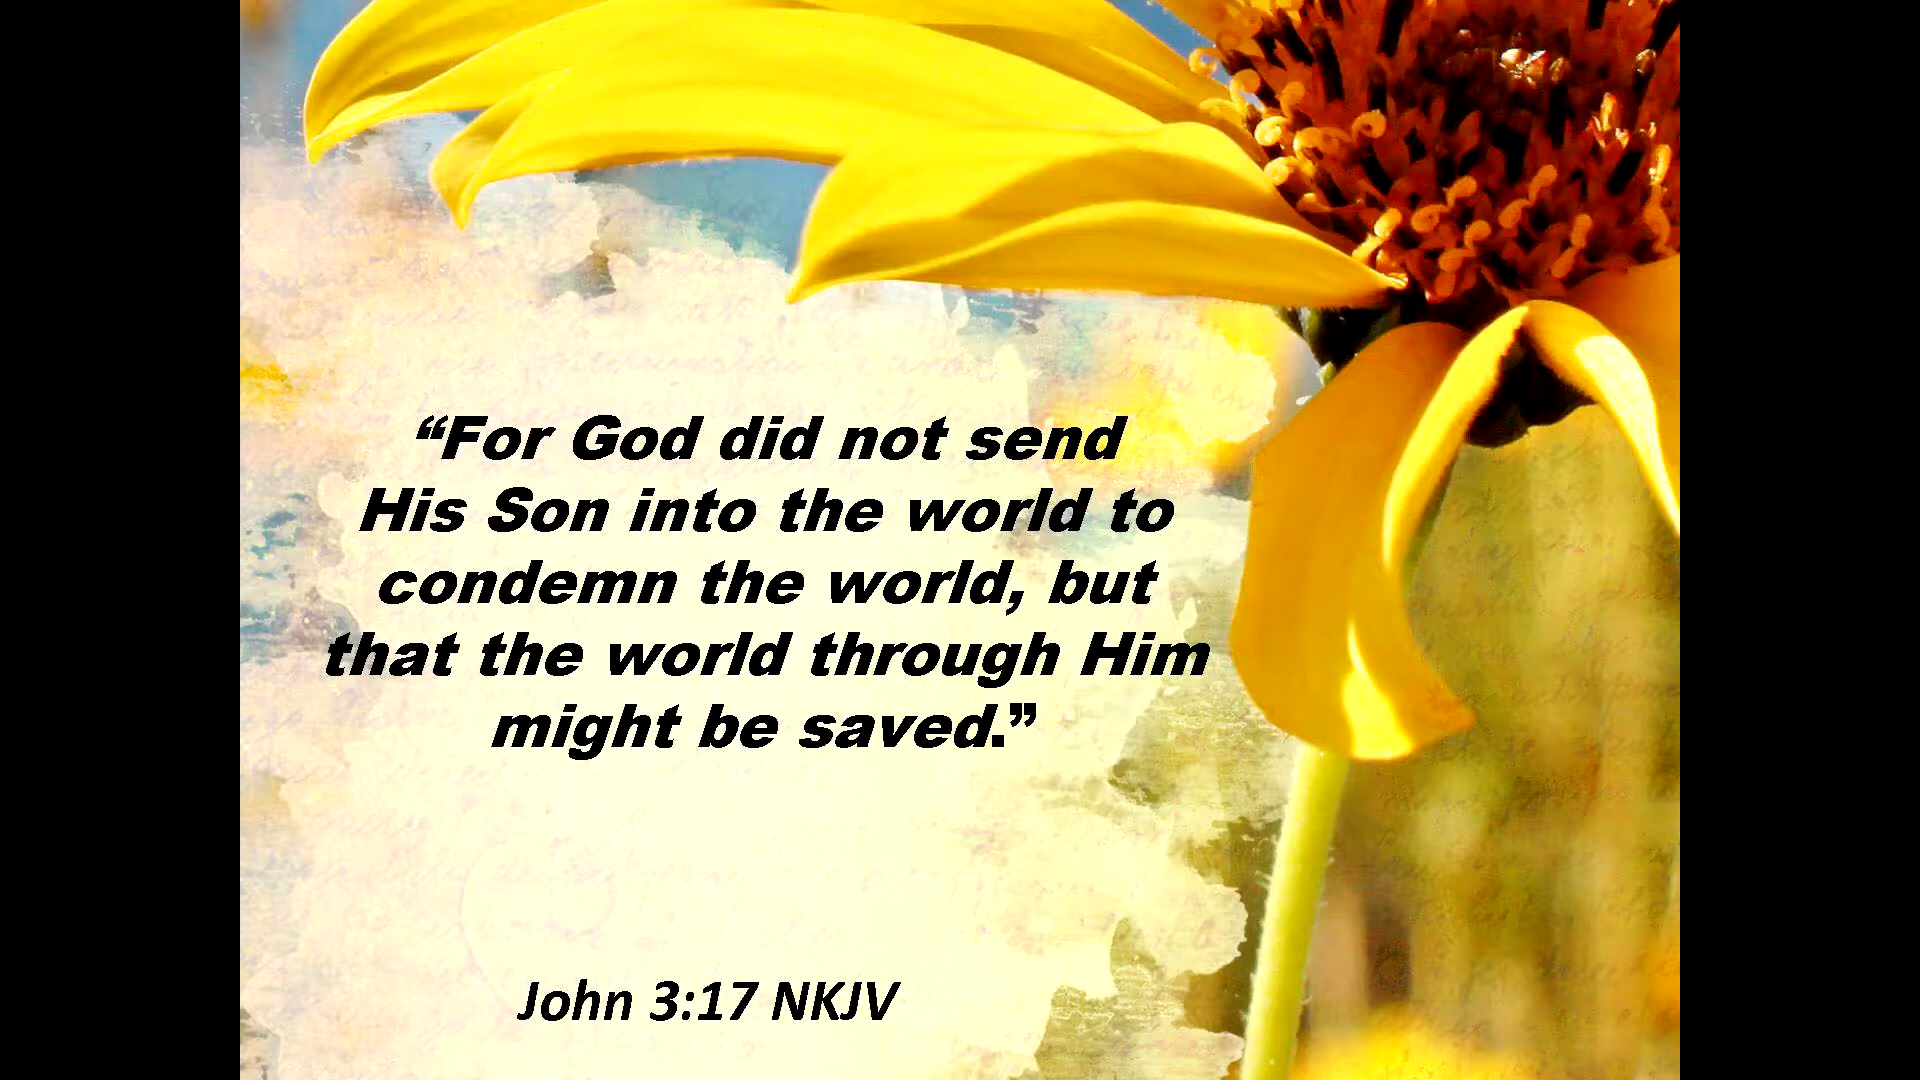 “For God did not send
His Son into the world to
condemn the world, but
that the world through Him
might be saved.”
John 3:17 NKJV